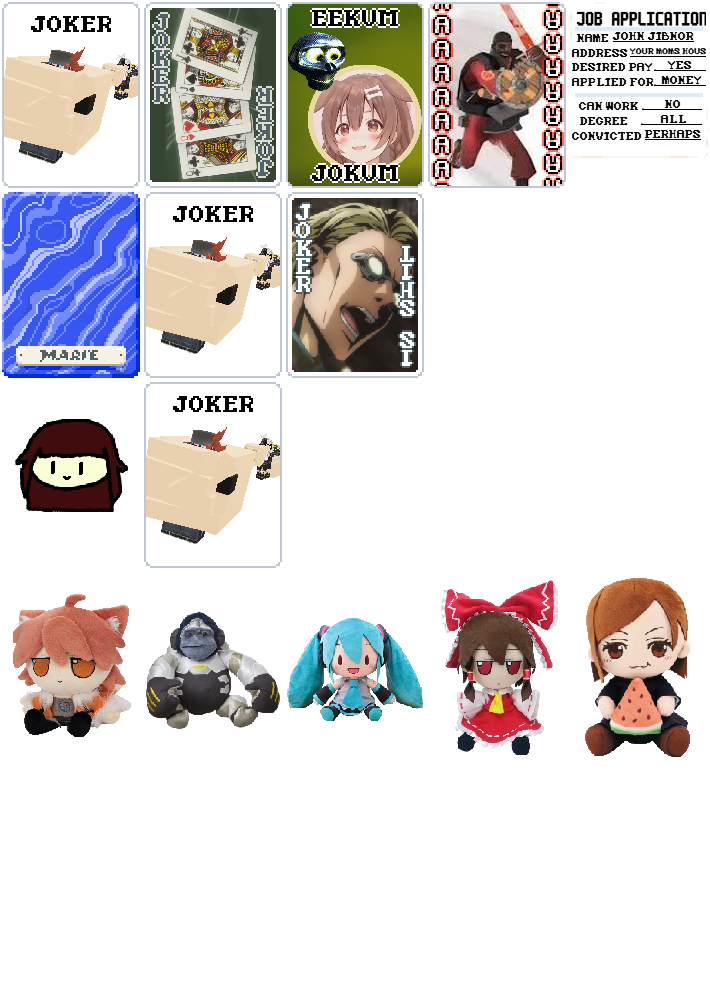 JOKER
JOKER
JOKER
EEKUM
JOKUM
JOB APPLICATION
NAME JOHN JIBNOR
ADDRESS YOUR MOMS HOUS
DESIRED PAY YES
APPLIED FOR MONEY
CAN WORK NO
DEGREE ALL
CONVICTED PERHAPS
MARIE
JOKER
JOKER
LIHS SI
JOKER